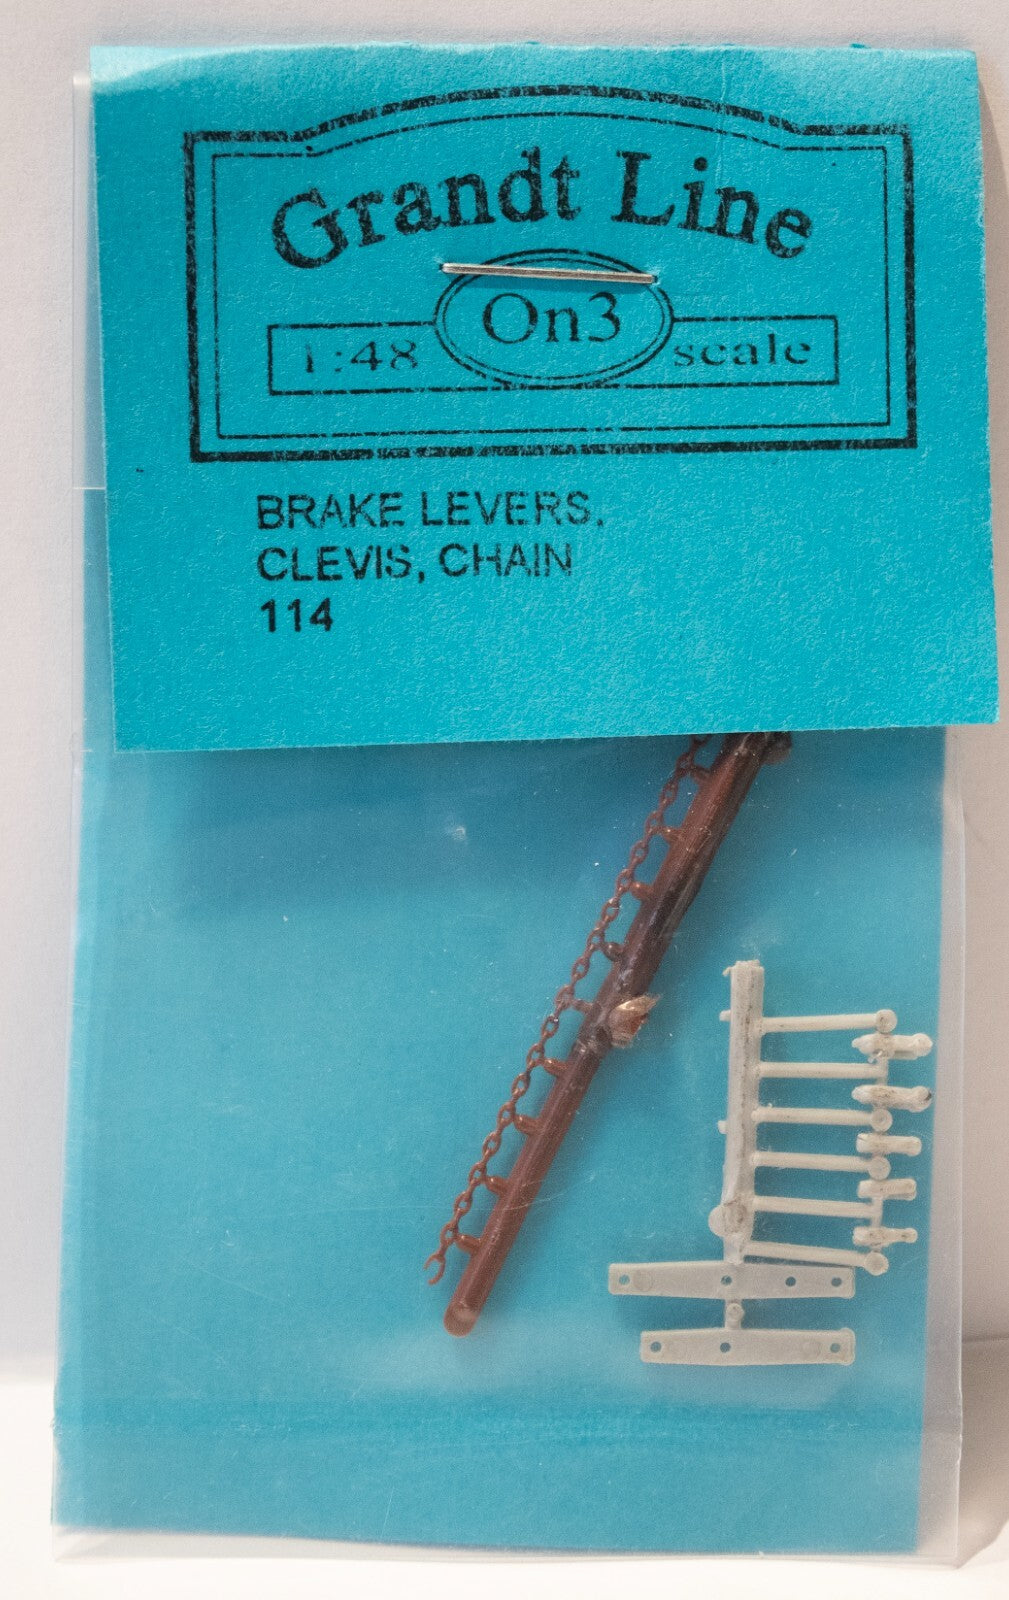 Grandt Line
On3
1:48 scale
BRAKE LEVERS,
CLEVIS, CHAIN
114